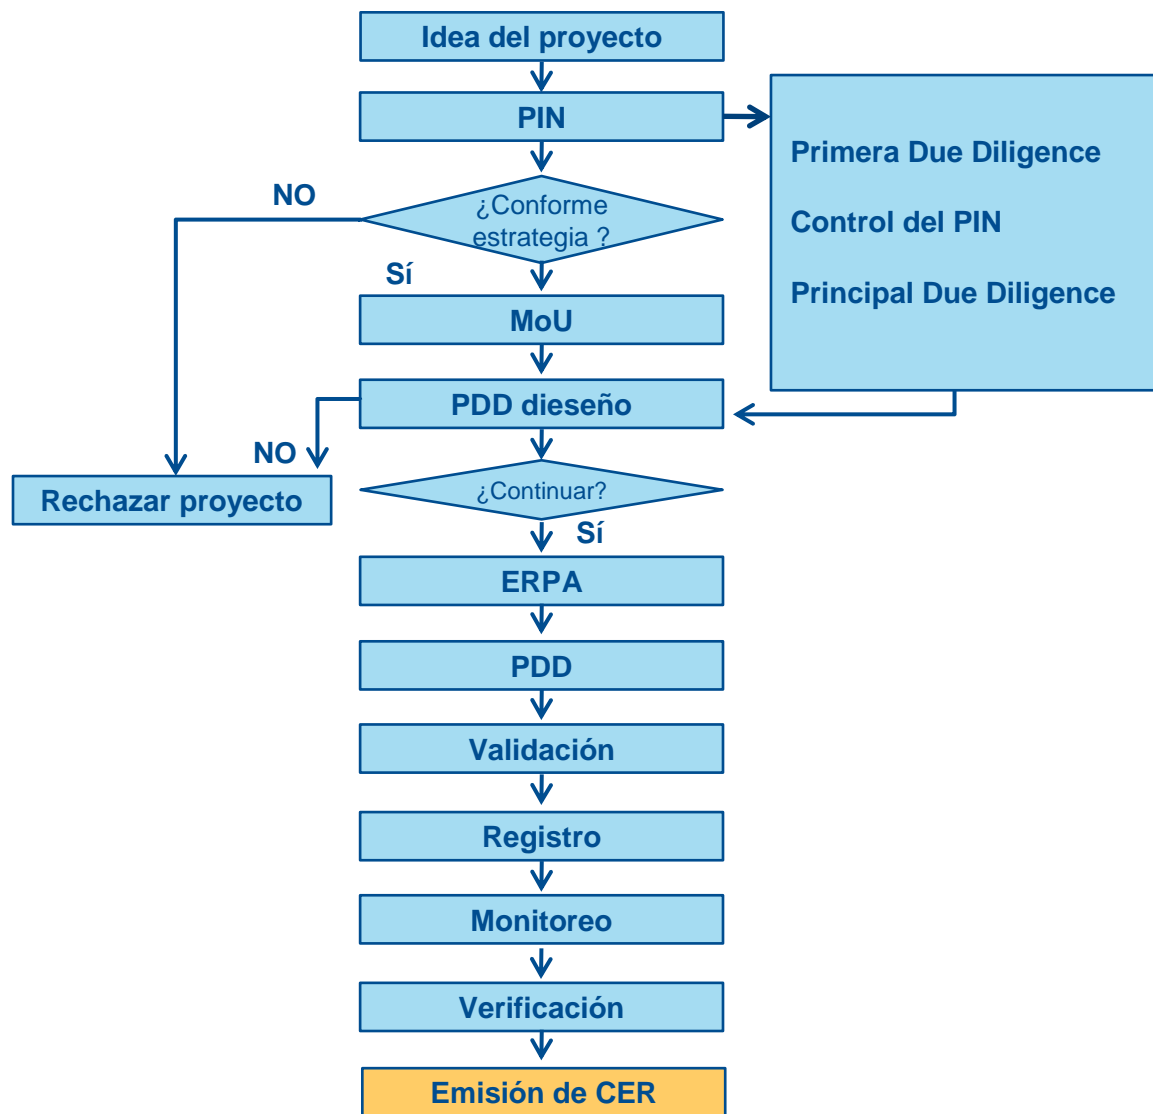 Idea del proyecto
PIN
Primera Due Diligence
Control del PIN
Principal Due Diligence
NO
¿Conforme
estrategia ?
Sí
MoU
PDD dieseño
NO
Rechazar proyecto
¿Continuar?
Sí
ERPA
PDD
Validación
Registro
Monitoreo
Verificación
Emisión de CER